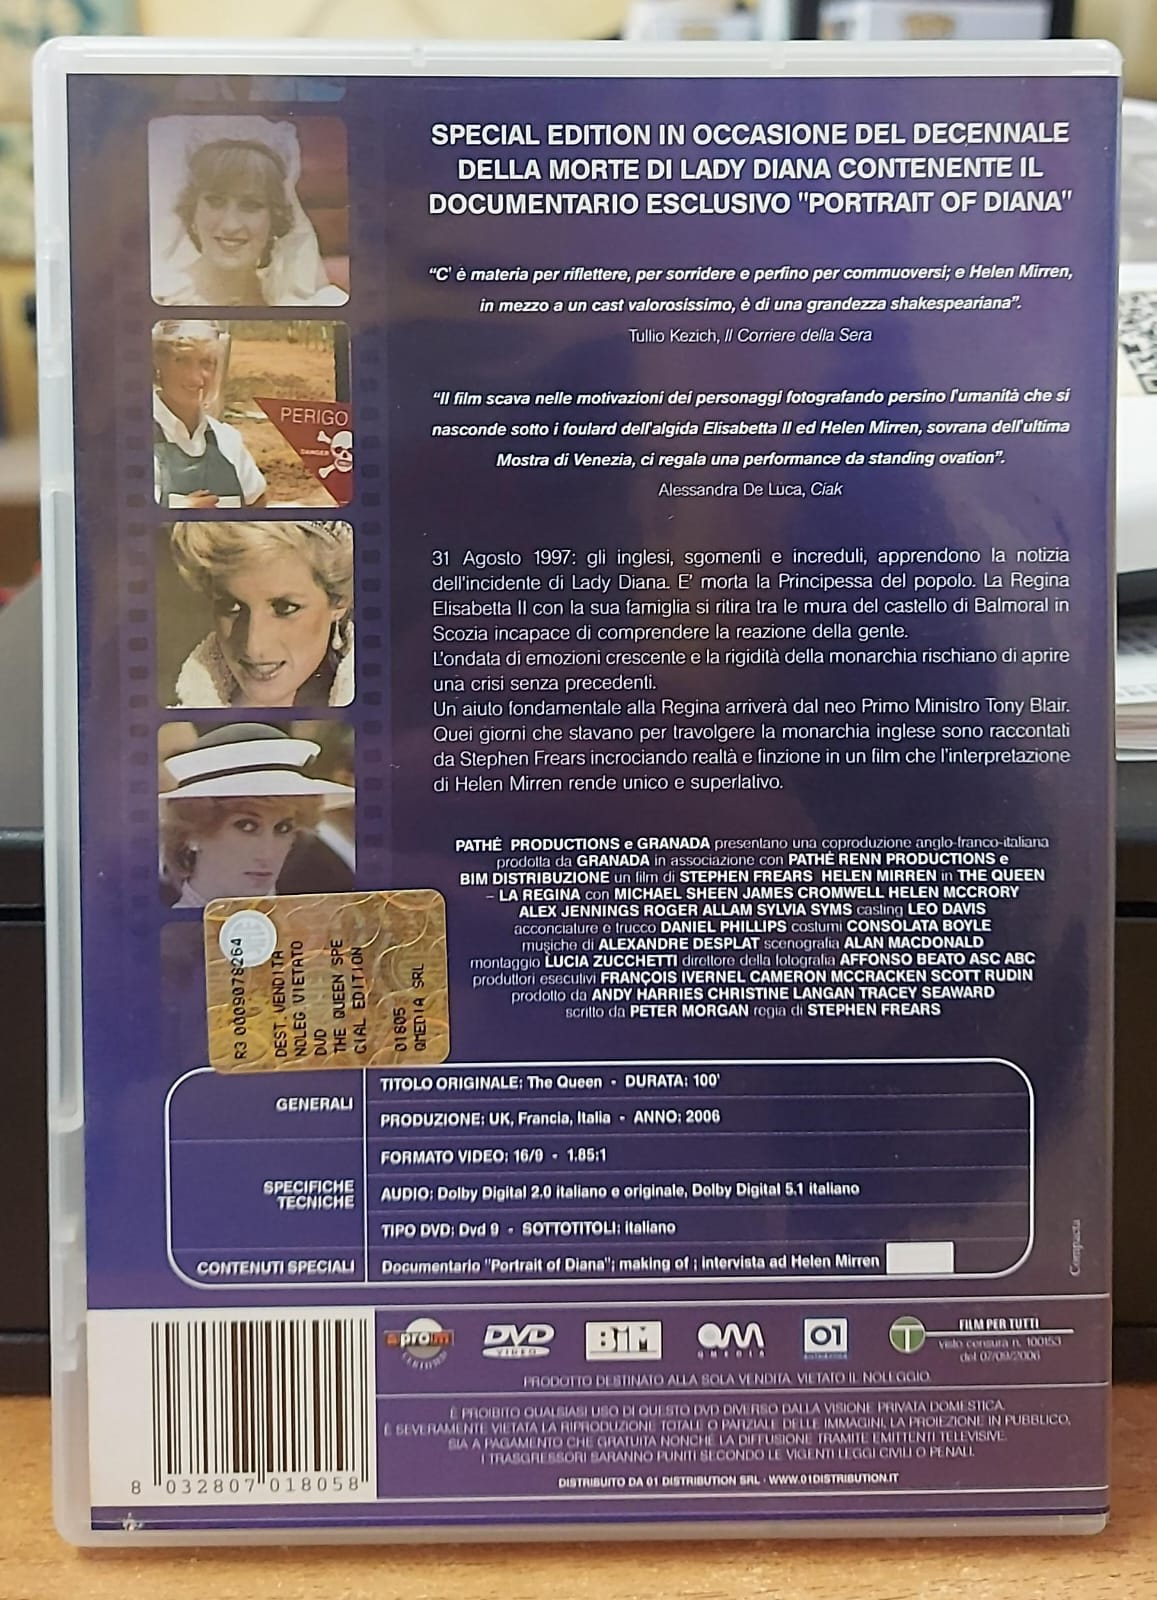 SPECIAL EDITION IN OCCASIONE DEL DECENNALE
DELLA MORTE DI LADY DIANA CONTENENTE IL
DOCUMENTARIO ESCLUSIVO "PORTRAIT OF DIANA"
“C' è materia per riflettere, per sorridere e perfino per commuoversi; e Helen Mirren,
in mezzo a un cast valorosissimo, è di una grandezza shakespeariana”.
Tullio Kezich, Il Corriere della Sera
PERIGO
DANGER
“Il film scava nelle motivazioni dei personaggi fotografando persino l'umanità che si
nasconde sotto i foulard dell'algida Elisabetta II ed Helen Mirren, sovrana dell'ultima
Mostra di Venezia, ci regala una performance da standing ovation”.
Alessandra De Luca, Ciak
31 Agosto 1997: gli inglesi, sgomenti e increduli, apprendono la notizia
dell'incidente di Lady Diana. E' morta la Principessa del popolo. La Regina
Elisabetta II con la sua famiglia si ritira tra le mura del castello di Balmoral in
Scozia incapace di comprendere la reazione della gente.
L'ondata di emozioni crescente e la rigidità della monarchia rischiano di aprire
una crisi senza precedenti.
Un aiuto fondamentale alla Regina arriverà dal neo Primo Ministro Tony Blair.
Quei giorni che stavano per travolgere la monarchia inglese sono raccontati
da Stephen Frears incrociando realtà e finzione in un film che l'interpretazione
di Helen Mirren rende unico e superlativo.
PATHÉ PRODUCTIONS e GRANADA presentano una coproduzione anglo-franco-italiana
prodotta da GRANADA in associazione con PATHÉ RENN PRODUCTIONS e
BIM DISTRIBUZIONE un film di STEPHEN FREARS HELEN MIRREN in THE QUEEN
– LA REGINA con MICHAEL SHEEN JAMES CROMWELL HELEN MCCRORY
ALEX JENNINGS ROGER ALLAM SYLVIA SYMS casting LEO DAVIS
acconciature e trucco DANIEL PHILLIPS costumi CONSOLATA BOYLE
musiche di ALEXANDRE DESPLAT scenografia ALAN MACDONALD
montaggio LUCIA ZUCCHETTI direttore della fotografia AFFONSO BEATO ASC ABC
produttori esecutivi FRANÇOIS IVERNEL CAMERON MCCRACKEN SCOTT RUDIN
prodotto da ANDY HARRIES CHRISTINE LANGAN TRACEY SEAWARD
scritto da PETER MORGAN regia di STEPHEN FREARS
R3 0009078264
DEST.VENDITA
NOLEG VIETATO
DVD
THE QUEEN SPE
CIAL EDITION
01805
QMEDIA SRL
GENERALI
TITOLO ORIGINALE: The Queen - DURATA: 100'
PRODUZIONE: UK, Francia, Italia - ANNO: 2006
SPECIFICHE
TECNICHE
FORMATO VIDEO: 16/9 - 1.85:1
AUDIO: Dolby Digital 2.0 italiano e originale, Dolby Digital 5.1 italiano
TIPO DVD: Dvd 9 - SOTTOTITOLI: italiano
CONTENUTI SPECIALI
Documentario "Portrait of Diana"; making of ; intervista ad Helen Mirren
Compasta
8 032807 018058
DVD
VIDEO
BiM
QMEDIA
01
T
FILM PER TUTTI
visto censura n. 100153
del 07/09/2006
PRODOTTO DESTINATO ALLA SOLA VENDITA. VIETATO IL NOLEGGIO
È PROIBITO QUALSIASI USO DI QUESTO DVD DIVERSO DALLA VISIONE PRIVATA DOMESTICA.
È SEVERAMENTE VIETATA LA RIPRODUZIONE TOTALE O PARZIALE DELLE IMMAGINI, LA PROIEZIONE IN PUBBLICO,
SIA A PAGAMENTO CHE GRATUITA NONCHÈ LA DIFFUSIONE TRAMITE EMITTENTI TELEVISIVE.
I TRASGRESSORI SARANNO PUNITI SECONDO LE VIGENTI LEGGI CIVILI O PENALI.
DISTRIBUITO DA 01 DISTRIBUTION SRL - WWW.01DISTRIBUTION.IT